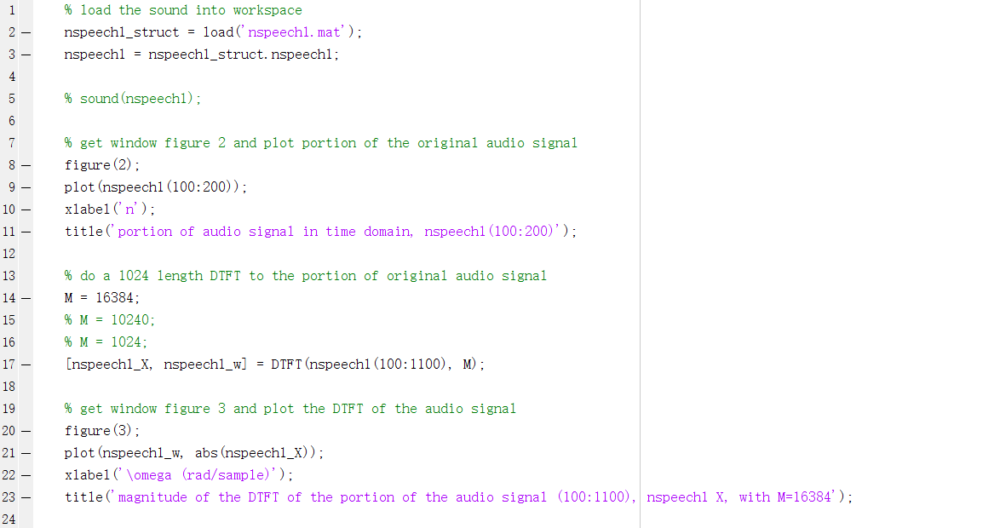 1 % load the sound into workspace
2 – nspeech1_struct = load('nspeech1.mat');
3 – nspeech1 = nspeech1_struct.nspeech1;
4
5 % sound(nspeech1);
6
7 % get window figure 2 and plot portion of the original audio signal
8 – figure(2);
9 – plot(nspeech1(100:200));
10 – xlabel('n');
11 – title('portion of audio signal in time domain, nspeech1(100:200)');
12
13 % do a 1024 length DTFT to the portion of original audio signal
14 – M = 16384;
15 % M = 10240;
16 % M = 1024;
17 – [nspeech1_X, nspeech1_w] = DTFT(nspeech1(100:1100), M);
18
19 % get window figure 3 and plot the DTFT of the audio signal
20 – figure(3);
21 – plot(nspeech1_w, abs(nspeech1_X));
22 – xlabel('\omega (rad/sample)');
23 – title('magnitude of the DTFT of the portion of the audio signal (100:1100), nspeech1 X, with M=16384');
24